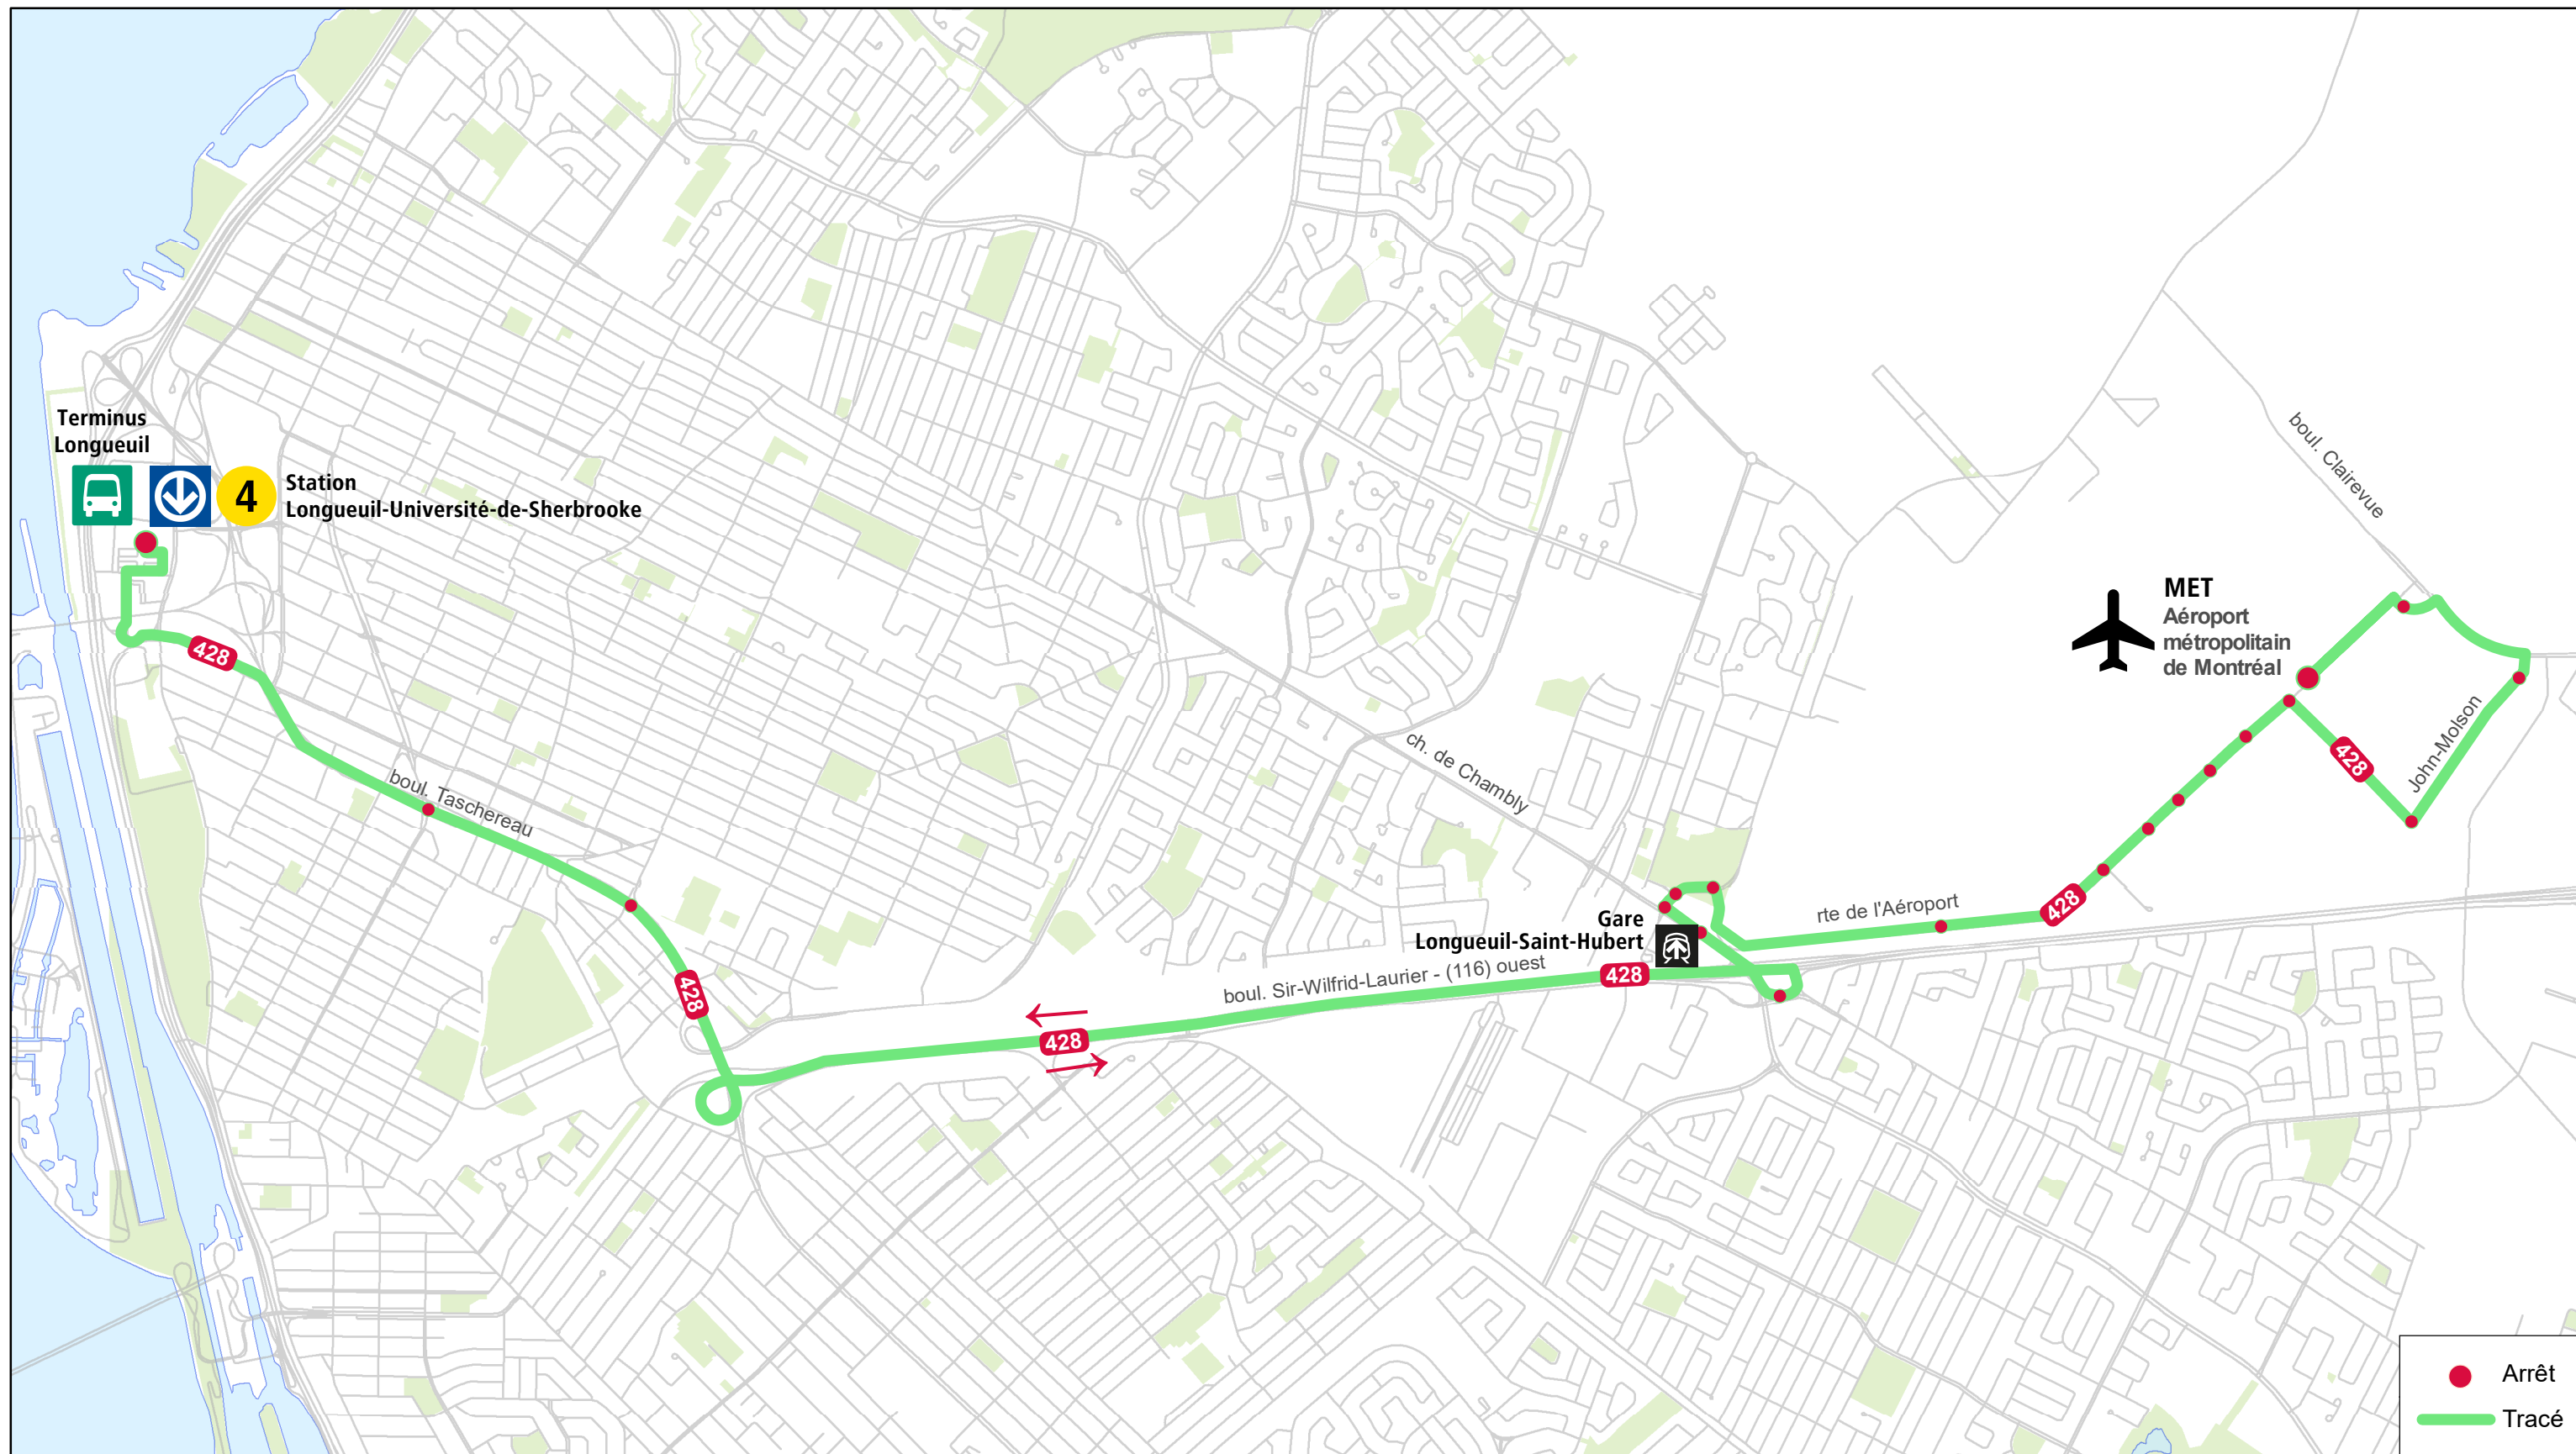 Terminus
Longueuil
4
Station
Longueuil-Université-de-Sherbrooke
428
boul. Taschereau
428
428
boul. Sir-Wilfrid-Laurier - (116) ouest
428
Gare
Longueuil-Saint-Hubert
ch. de Chambly
rte de l'Aéroport
428
MET
Aéroport
métropolitain
de Montréal
boul. Clairevue
428
John-Molson
Arrêt
Tracé